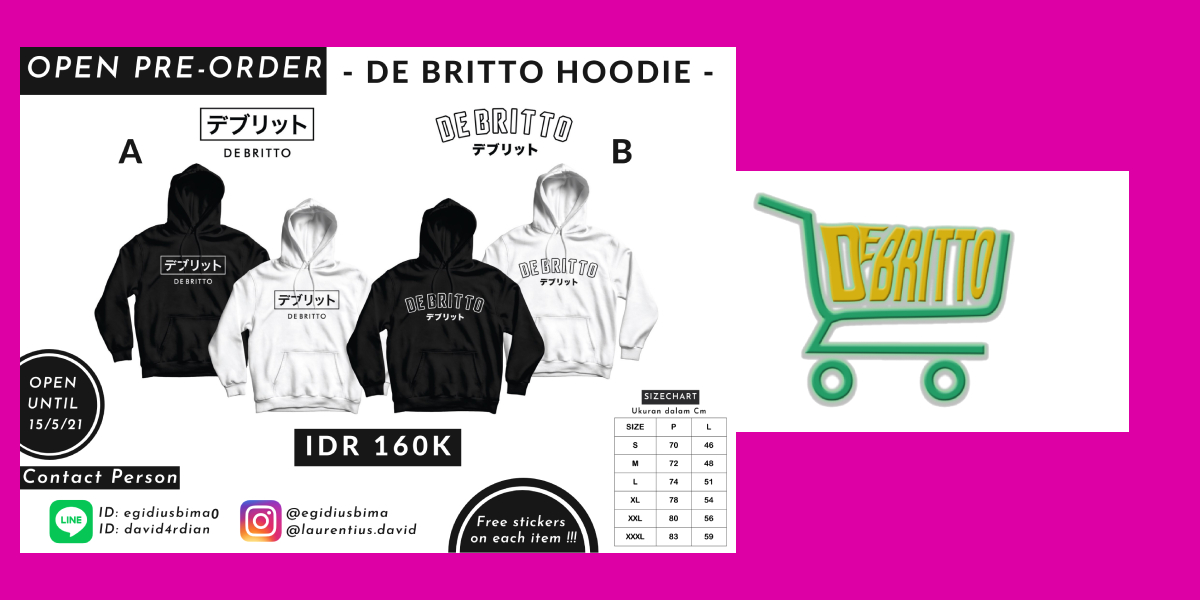 OPEN PRE-ORDER
- DE BRITTO HOODIE -
デブリット
DE BRITTO
DE BRITTO
デブリット
A
B
デブリット
DE BRITTO
デブリット
DE BRITTO
DE BRITTO
デブリット
DE BRITTO
デブリット
DEBRITTO
OPEN
UNTIL
15/5/21
IDR 160K
SIZECHART
Ukuran dalam Cm
SIZE P L
S 70 46
M 72 48
L 74 51
XL 78 54
XXL 80 56
XXXL 83 59
Contact Person
LINE
ID: egidiusbima0
ID: david4rdian
@egidiusbima
@laurentius.david
Free stickers
on each item !!!